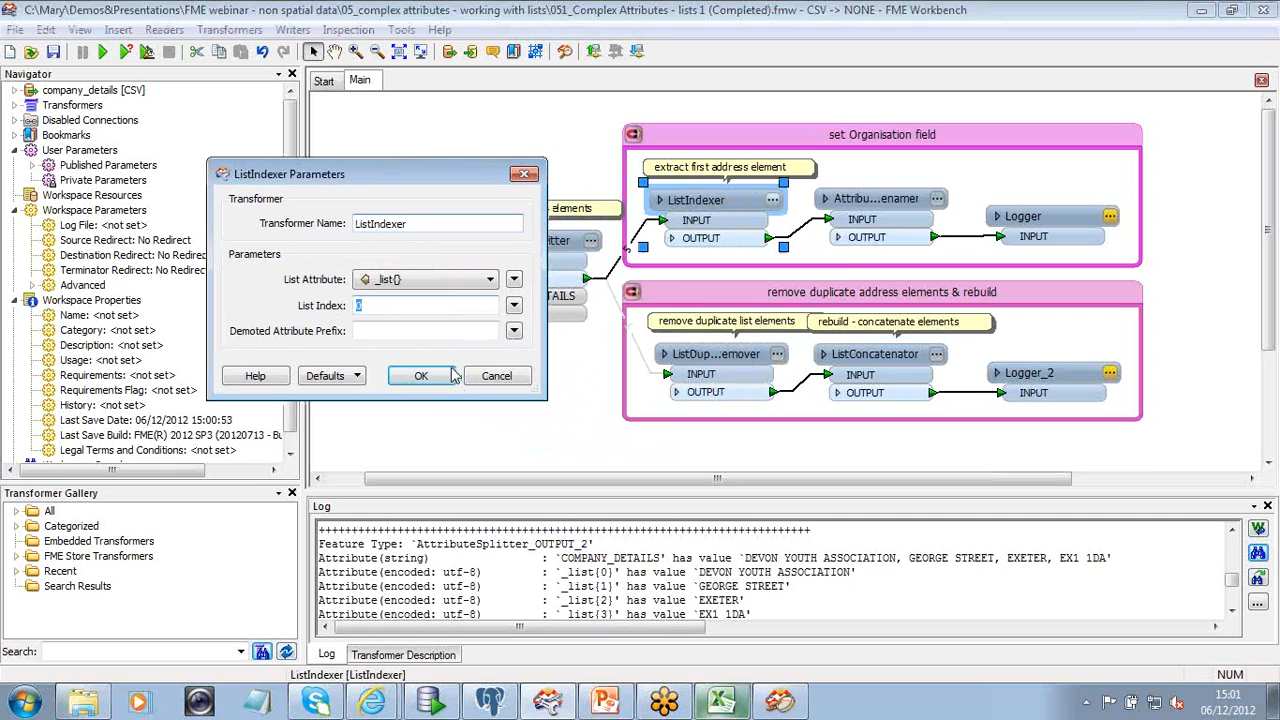 C:\Mary\Demos&Presentations\FME webinar - non spatial data\05_complex attributes - working with lists\051_Complex Attributes - lists 1 (Completed).fmw - CSV -> NONE - FME Workbench
File Edit View Insert Readers Transformers Writers Inspection Tools Help
Navigator
company_details [CSV]
Transformers
Disabled Connections
Bookmarks
User Parameters
Published Parameters
Private Parameters
Workspace Resources
Workspace Parameters
Log File: <not set>
Source Redirect: No Redirect
Destination Redirect: No Redirect
Terminator Redirect: No Redirect
Advanced
Workspace Properties
Name: <not set>
Category: <not set>
Description: <not set>
Overview: <not set>
Usage: <not set>
Requirements: <not set>
Requirements Flag: <not set>
History: <not set>
Last Save Date: 06/12/2012 15:00:53
Last Save Build: FME(R) 2012 SP3 (20120713 - Bu
Legal Terms and Conditions: <not set>
Transformer Gallery
All
Categorized
Embedded Transformers
FME Store Transformers
Recent
Search Results
Search:
Start Main
ListIndexer Parameters
Transformer
Transformer Name: ListIndexer
Parameters
List Attribute: _list{}
List Index: 0
Demoted Attribute Prefix:
Help Defaults OK Cancel
elements
itter
TAILS
set Organisation field
extract first address element
ListIndexer
INPUT
OUTPUT
Attribu...enamer
INPUT
OUTPUT
Logger
INPUT
remove duplicate address elements & rebuild
remove duplicate list elements
rebuild - concatenate elements
ListDup...emover
INPUT
OUTPUT
ListConcatenator
INPUT
OUTPUT
Logger_2
INPUT
Log
+++++++++++++++++++++++++++++++++++++++++++++++++++++++++++++++++++++++++++
Feature Type: `AttributeSplitter_OUTPUT_2'
Attribute(string) : `COMPANY_DETAILS' has value `DEVON YOUTH ASSOCIATION, GEORGE STREET, EXETER, EX1 1DA'
Attribute(encoded: utf-8) : `_list{0}' has value `DEVON YOUTH ASSOCIATION'
Attribute(encoded: utf-8) : `_list{1}' has value `GEORGE STREET'
Attribute(encoded: utf-8) : `_list{2}' has value `EXETER'
Attribute(encoded: utf-8) : `_list{3}' has value `EX1 1DA'
Log Transformer Description
ListIndexer [ListIndexer]
NUM
15:01
06/12/2012